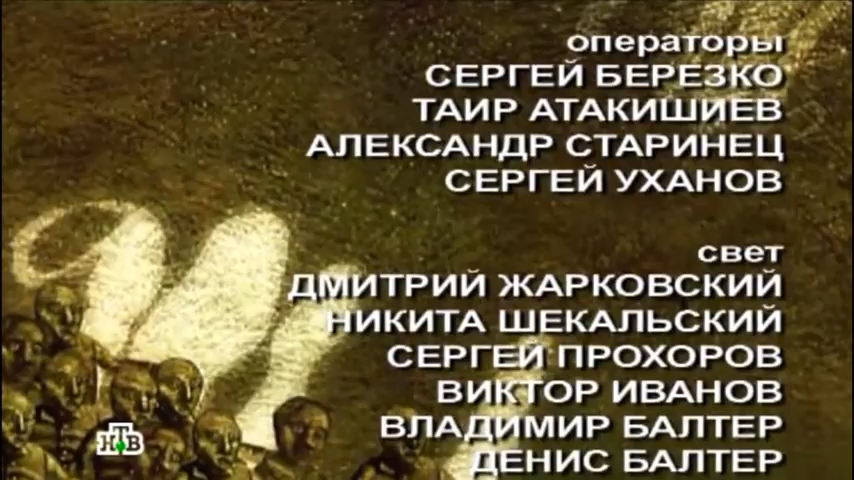 операторы
СЕРГЕЙ БЕРЕЗКО
ТАИР АТАКИШИЕВ
АЛЕКСАНДР СТАРИНЕЦ
СЕРГЕЙ УХАНОВ
свет
ДМИТРИЙ ЖАРКОВСКИЙ
НИКИТА ШЕКАЛЬСКИЙ
СЕРГЕЙ ПРОХОРОВ
ВИКТОР ИВАНОВ
ВЛАДИМИР БАЛТЕР
ДЕНИС БАЛТЕР
НТВ